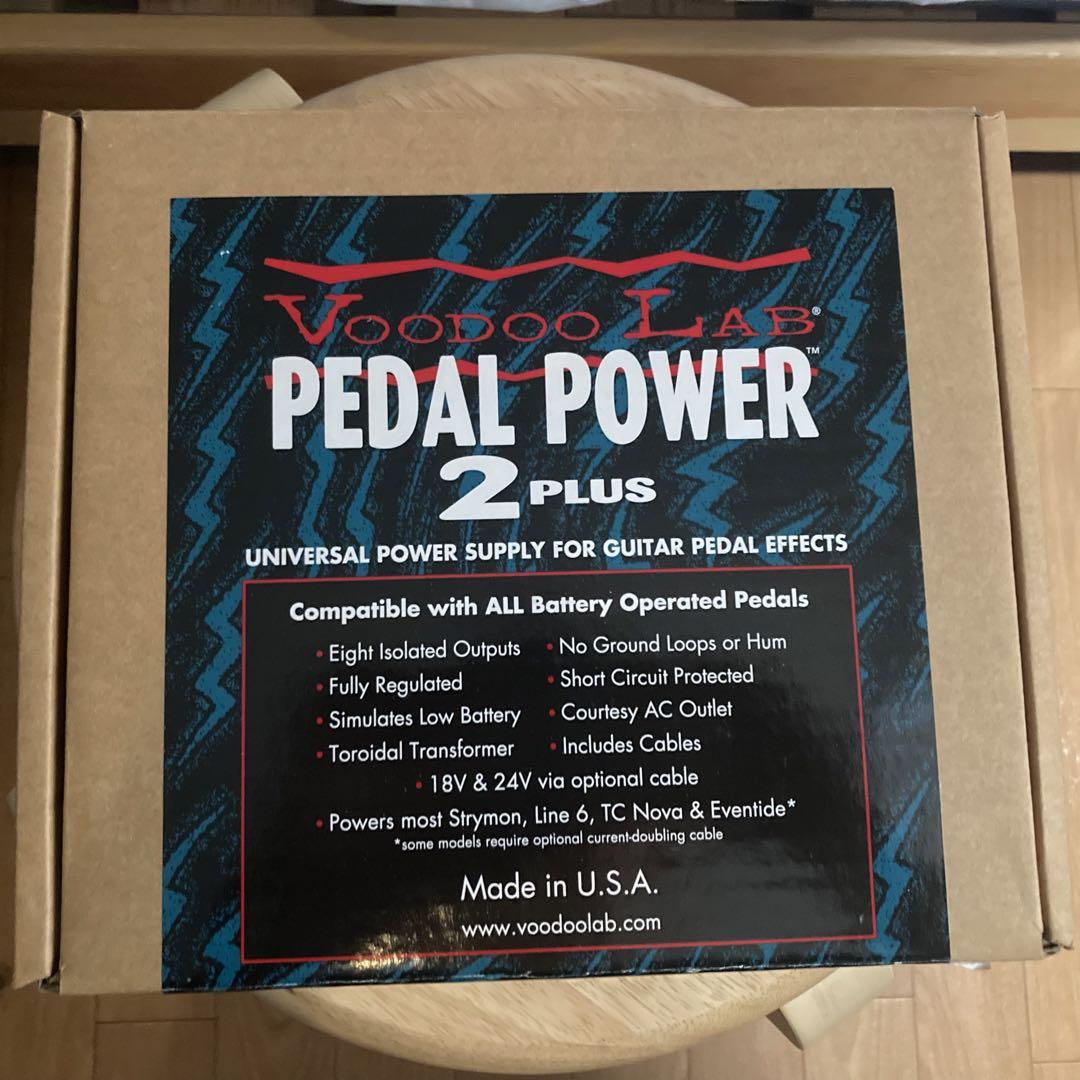 VOODOO LAB®
PEDAL POWER™
2 PLUS
UNIVERSAL POWER SUPPLY FOR GUITAR PEDAL EFFECTS
Compatible with ALL Battery Operated Pedals
• Eight Isolated Outputs • No Ground Loops or Hum
• Fully Regulated • Short Circuit Protected
• Simulates Low Battery • Courtesy AC Outlet
• Toroidal Transformer • Includes Cables
• 18V & 24V via optional cable
• Powers most Strymon, Line 6, TC Nova & Eventide*
*some models require optional current-doubling cable
Made in U.S.A.
www.voodoolab.com